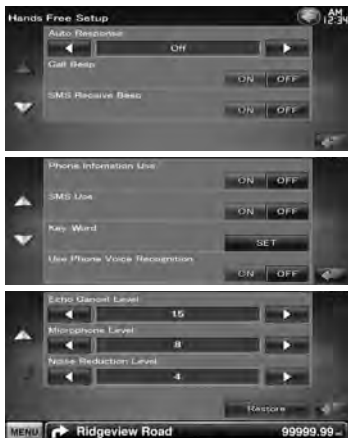 Hands Free Setup
AM
12:34
Auto Response
Off
Call Beep
ON OFF
SMS Receive Beep
ON OFF
Phone Infomation Use
ON OFF
SMS Use
ON OFF
Key Word
SET
Use Phone Voice Recognition
ON OFF
Echo Cancel Level
15
Microphone Level
8
Noise Reduction Level
4
Restore
MENU Ridgeview Road 99999.99